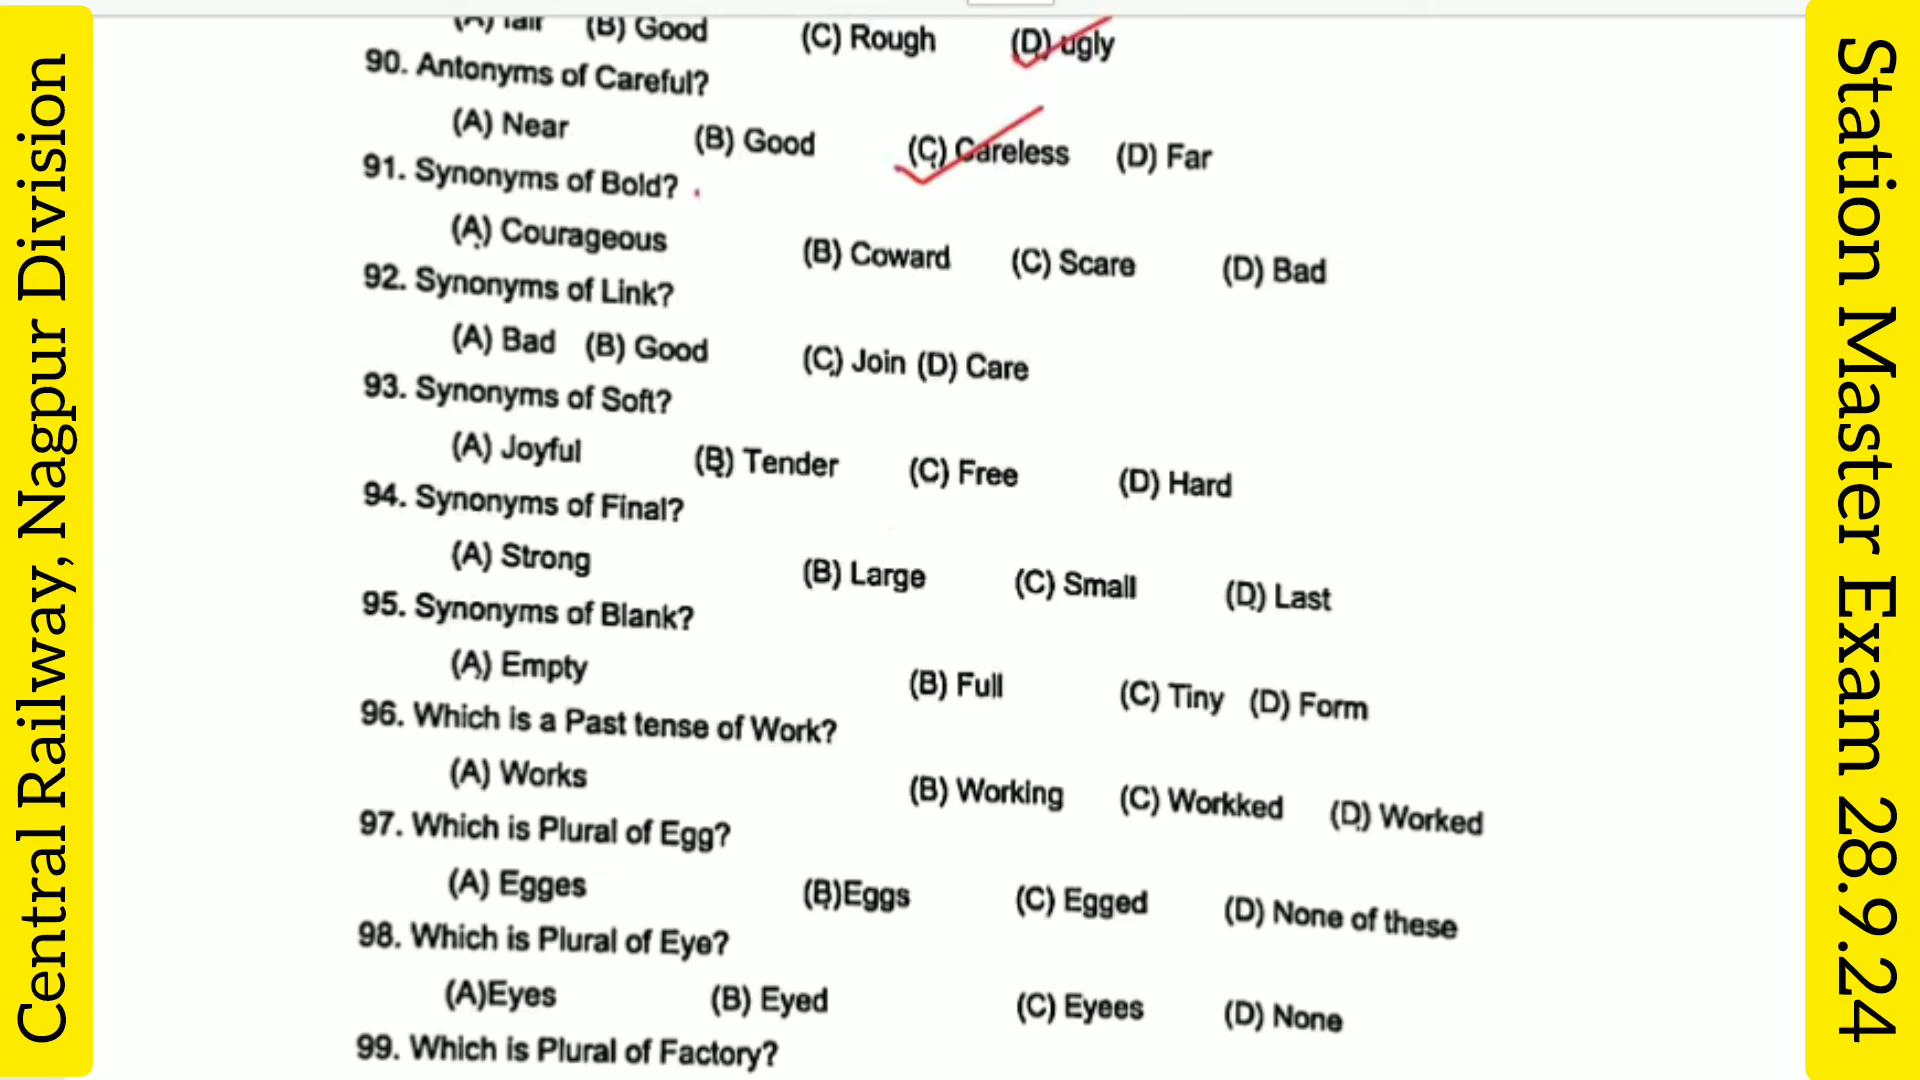 Central Railway, Nagpur Division
(A) fair (B) Good (C) Rough (D) ugly
90. Antonyms of Careful?
(A) Near (B) Good (C) Careless (D) Far
91. Synonyms of Bold?
(A) Courageous (B) Coward (C) Scare (D) Bad
92. Synonyms of Link?
(A) Bad (B) Good (C) Join (D) Care
93. Synonyms of Soft?
(A) Joyful (B) Tender (C) Free (D) Hard
94. Synonyms of Final?
(A) Strong (B) Large (C) Small (D) Last
95. Synonyms of Blank?
(A) Empty (B) Full (C) Tiny (D) Form
96. Which is a Past tense of Work?
(A) Works (B) Working (C) Workked (D) Worked
97. Which is Plural of Egg?
(A) Egges (B)Eggs (C) Egged (D) None of these
98. Which is Plural of Eye?
(A)Eyes (B) Eyed (C) Eyees (D) None
99. Which is Plural of Factory?
Station Master Exam 28.9.24